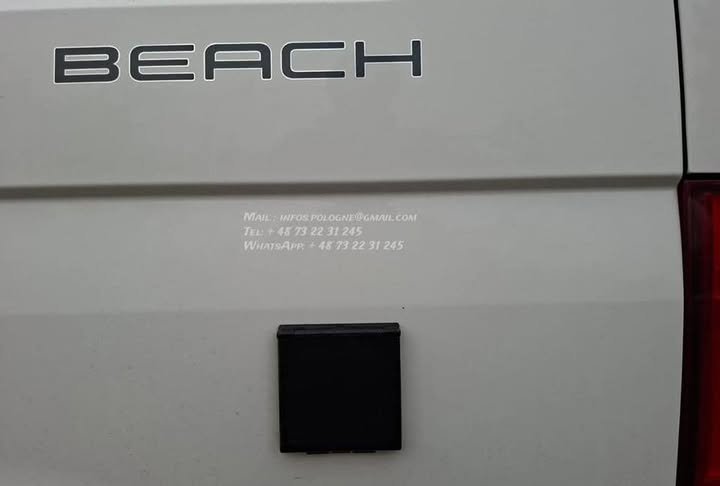 BEACH
Mail : infos.pologne@gmail.com
Tel: + 48 73 22 31 245
WhatsApp: + 48 73 22 31 245